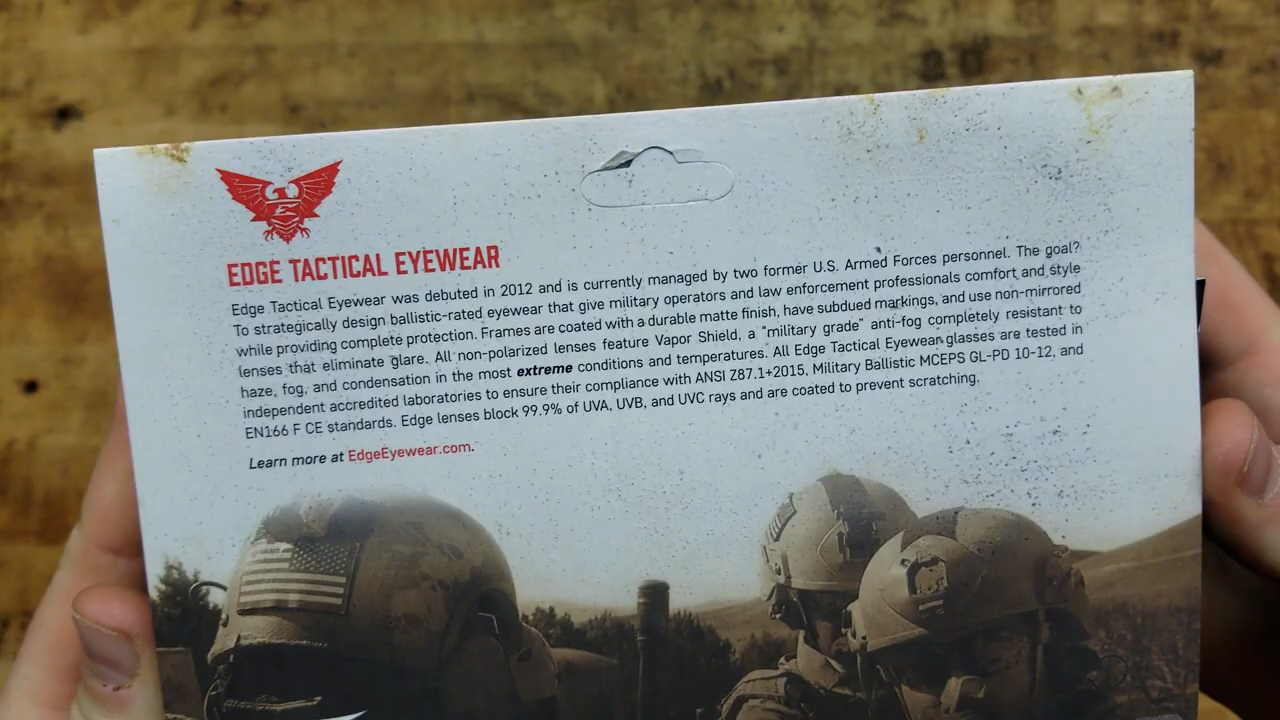 EDGE TACTICAL EYEWEAR
Edge Tactical Eyewear was debuted in 2012 and is currently managed by two former U.S. Armed Forces personnel. The goal?
To strategically design ballistic-rated eyewear that give military operators and law enforcement professionals comfort and style
while providing complete protection. Frames are coated with a durable matte finish, have subdued markings, and use non-mirrored
lenses that eliminate glare. All non-polarized lenses feature Vapor Shield, a “military grade” anti-fog completely resistant to
haze, fog, and condensation in the most extreme conditions and temperatures. All Edge Tactical Eyewear glasses are tested in
independent accredited laboratories to ensure their compliance with ANSI Z87.1+2015, Military Ballistic MCEPS GL-PD 10-12, and
EN166 F CE standards. Edge lenses block 99.9% of UVA, UVB, and UVC rays and are coated to prevent scratching.
Learn more at EdgeEyewear.com.